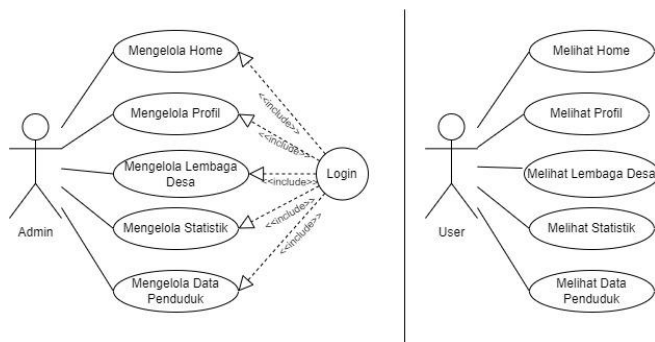 Mengelola Home
Mengelola Profil
Mengelola Lembaga
Desa
Mengelola Statistik
Mengelola Data
Penduduk
Admin
<<include>>
<<include>>
<<include>>
<<include>>
<<include>>
Login
Melihat Home
Melihat Profil
Melihat Lembaga Desa
Melihat Statistik
Melihat Data
Penduduk
User